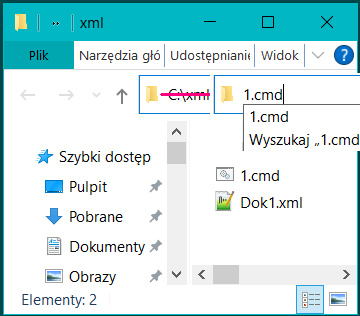 xml
Plik
Narzędzia głó
Udostępnianie
Widok
C:\xml
1.cmd
1.cmd
Wyszukaj „1.cmd
Szybki dostęp
Pulpit
Pobrane
Dokumenty
Obrazy
1.cmd
Dok1.xml
Elementy: 2